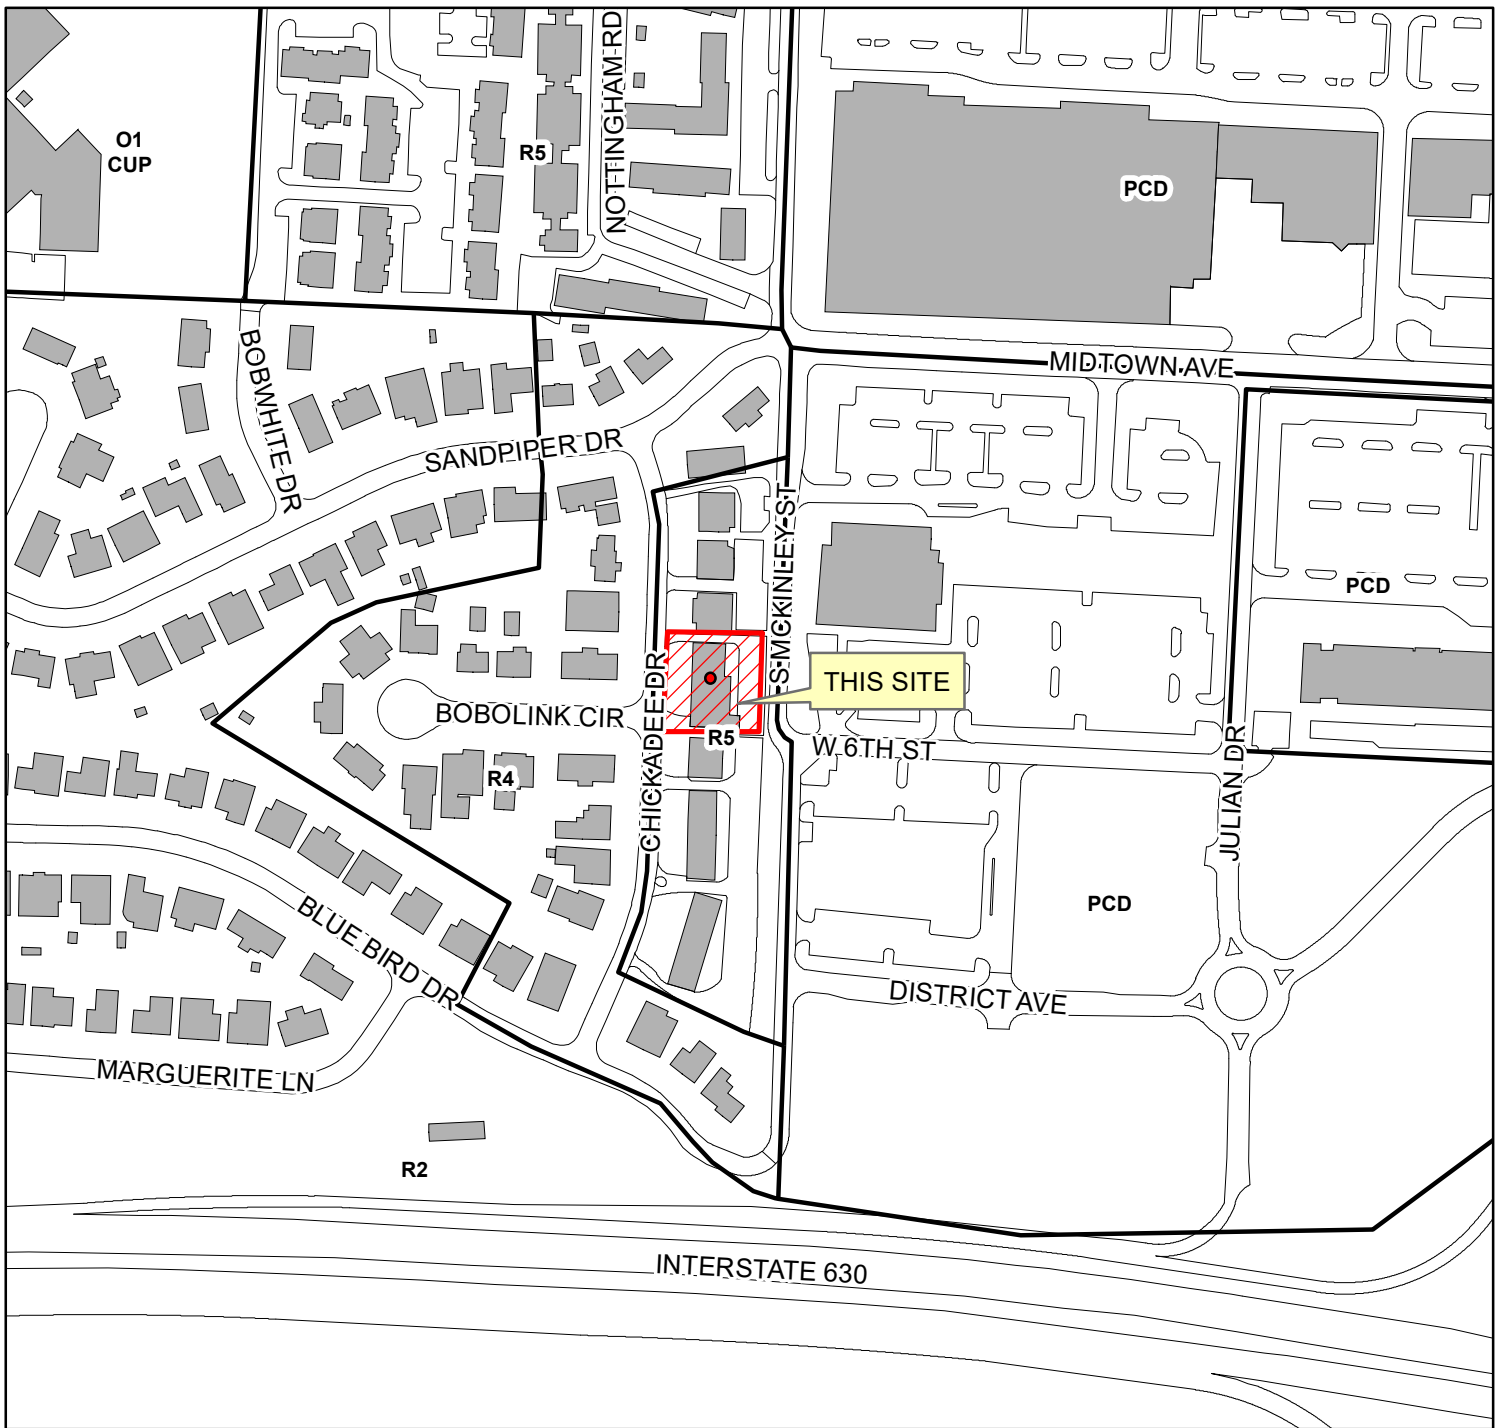 NOTTINGHAM RD
O1
CUP
R5
PCD
BOBWHITE DR
MIDTOWN AVE
SANDPIPER DR
S MCKINLEY ST
PCD
CHICKADEE DR
THIS SITE
BOBOLINK CIR
R5
W 6TH ST
JULIAN DR
R4
PCD
BLUE BIRD DR
DISTRICT AVE
MARGUERITE LN
R2
INTERSTATE 630